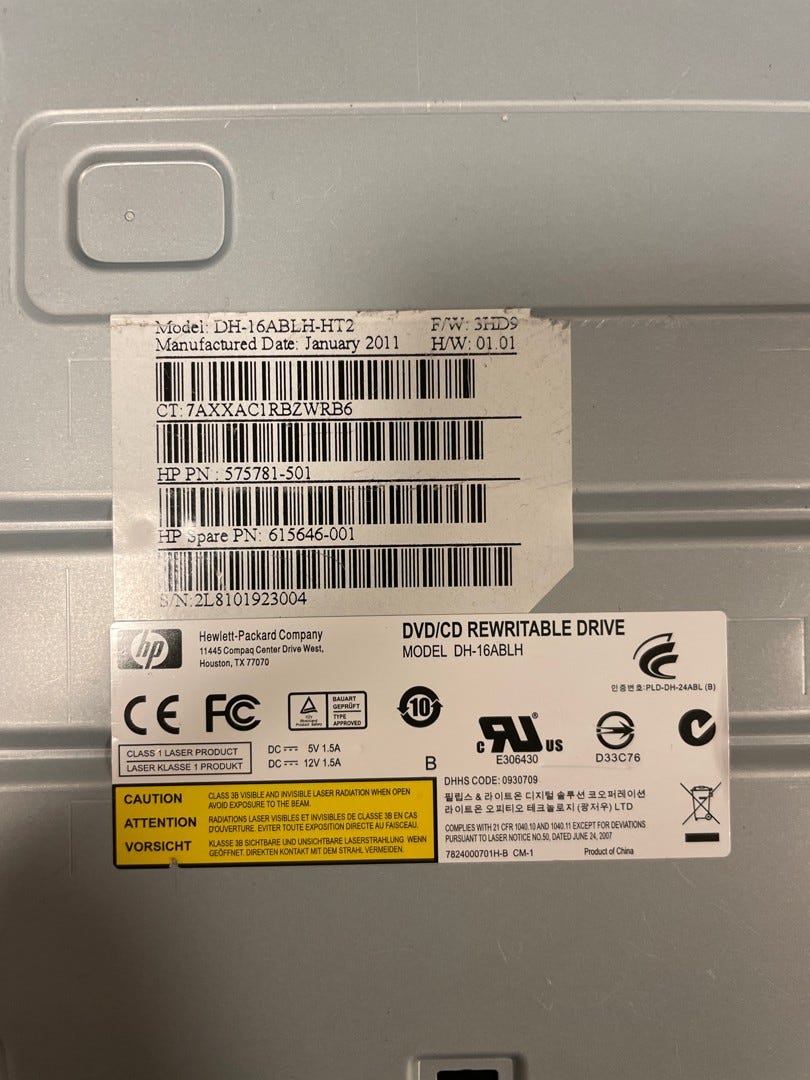 Model: DH-16ABLH-HT2 F/W: 3HD9
Manufactured Date: January 2011 H/W: 01.01
CT: 7AXXAC1RBZWRB6
HP PN : 575781-501
HP Spare PN: 615646-001
S/N:2L8101923004
hp
Hewlett-Packard Company
11445 Compaq Center Drive West,
Houston, TX 77070
DVD/CD REWRITABLE DRIVE
MODEL DH-16ABLH
인증번호:PLD-DH-24ABL (B)
CE FC
BAUART
GEPRÜFT
TYPE
APPROVED
10
c RU US
E306430
D33C76
CLASS 1 LASER PRODUCT
LASER KLASSE 1 PRODUKT
DC 5V 1.5A
DC 12V 1.5A
B
CAUTION CLASS 3B VISIBLE AND INVISIBLE LASER RADIATION WHEN OPEN
AVOID EXPOSURE TO THE BEAM.
ATTENTION RADIATIONS LASER VISIBLES ET INVISIBLES DE CLASSE 3B EN CAS
D'OUVERTURE. EVITER TOUTE EXPOSITION DIRECTE AU FAISCEAU.
VORSICHT KLASSE 3B SICHTBARE UND UNSICHTBARE LASERSTRAHLUNG WENN
GEÖFFNET. DIREKTEN KONTAKT MIT DEM STRAHL VERMEIDEN.
DHHS CODE: 0930709
필립스 & 라이트온 디지털 솔루션 코오퍼레이션
라이트온 오피티오 테크놀로지 (광저우) LTD
COMPLIES WITH 21 CFR 1040.10 AND 1040.11 EXCEPT FOR DEVIATIONS
PURSUANT TO LASER NOTICE NO.50, DATED JUNE 24, 2007
7824000701H-B CM-1 Product of China